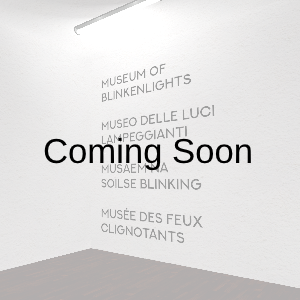 MUSEUM OF
BLINKENLIGHTS
MUSEO DELLE LUCI
LAMPEGGIANTI
Coming Soon
MUSAEM NA
SOILSE BLINKING
MUSÉE DES FEUX
CLIGNOTANTS